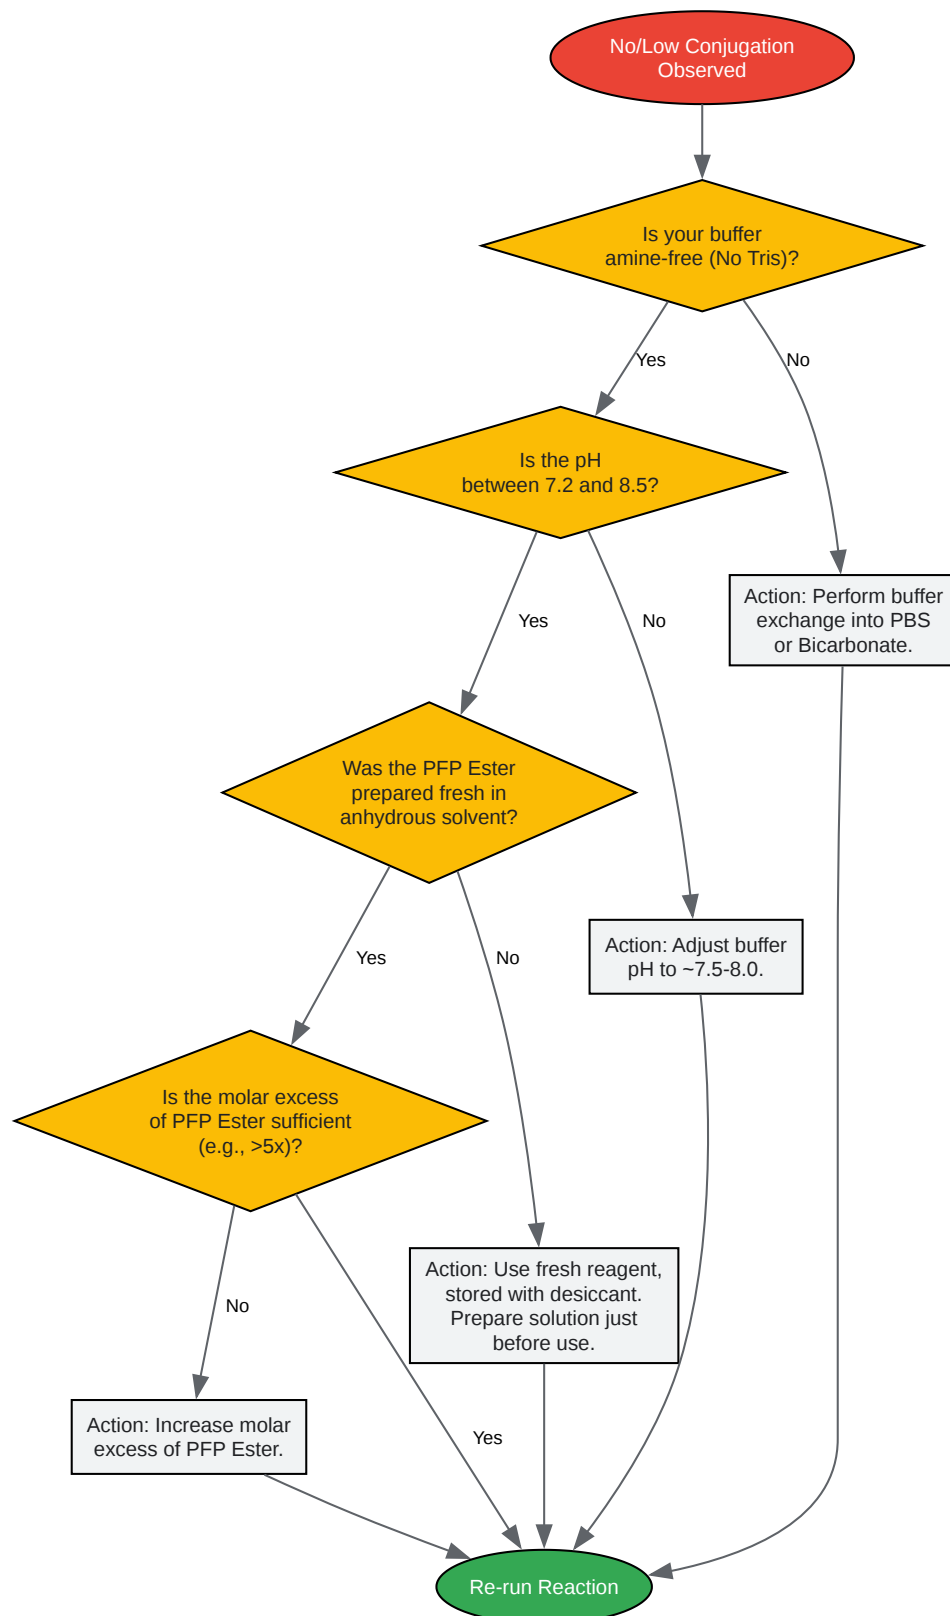 No/Low Conjugation
Observed
Is your buffer
amine-free (No Tris)?
Yes
No
Is the pH
between 7.2 and 8.5?
Yes
No
Action: Perform buffer
exchange into PBS
or Bicarbonate.
Was the PFP Ester
prepared fresh in
anhydrous solvent?
Yes
No
Action: Adjust buffer
pH to ~7.5-8.0.
Is the molar excess
of PFP Ester sufficient
(e.g., >5x)?
No
Yes
Action: Use fresh reagent,
stored with desiccant.
Prepare solution just
before use.
Action: Increase molar
excess of PFP Ester.
Re-run Reaction